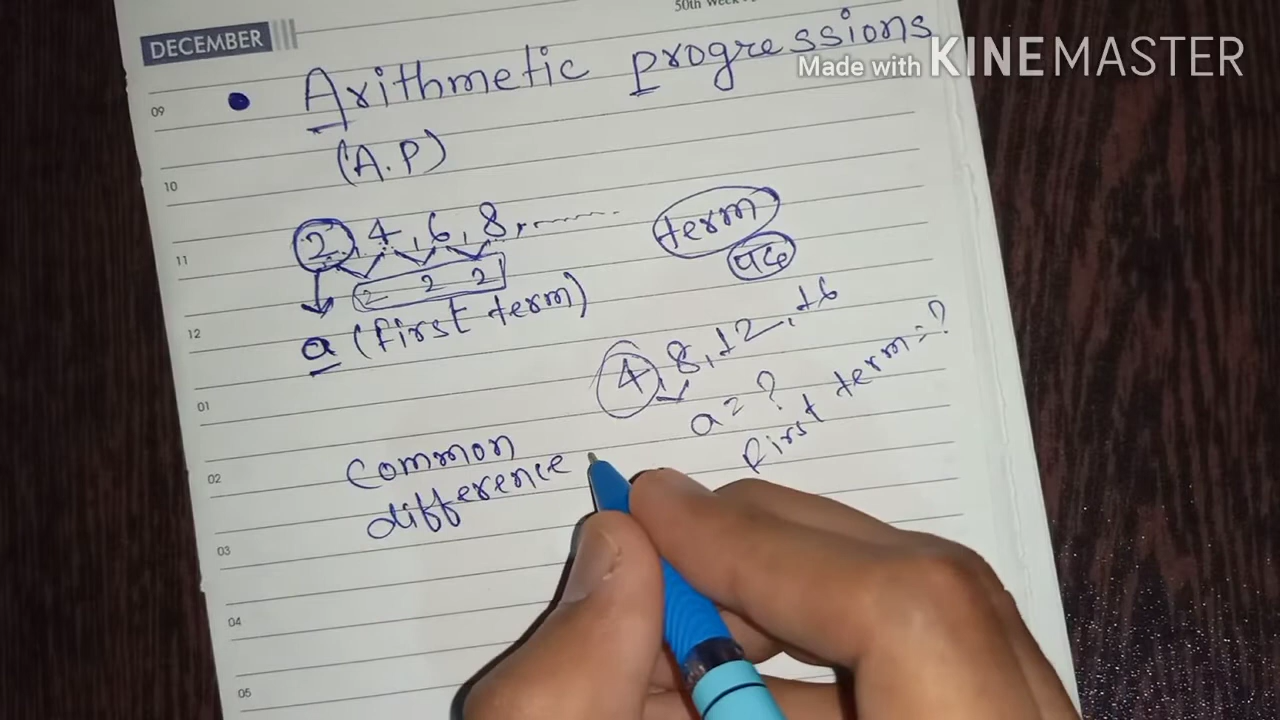 50th Week
DECEMBER
Made with KINEMASTER
09
• Arithmetic progressions
(A.P)
10
2, 4, 6, 8, ........
term
पद
11
2 2 2
12
a (first term)
4, 8, 12, 16
01
a = ?
first term = ?
02
Common
difference
03
04
05